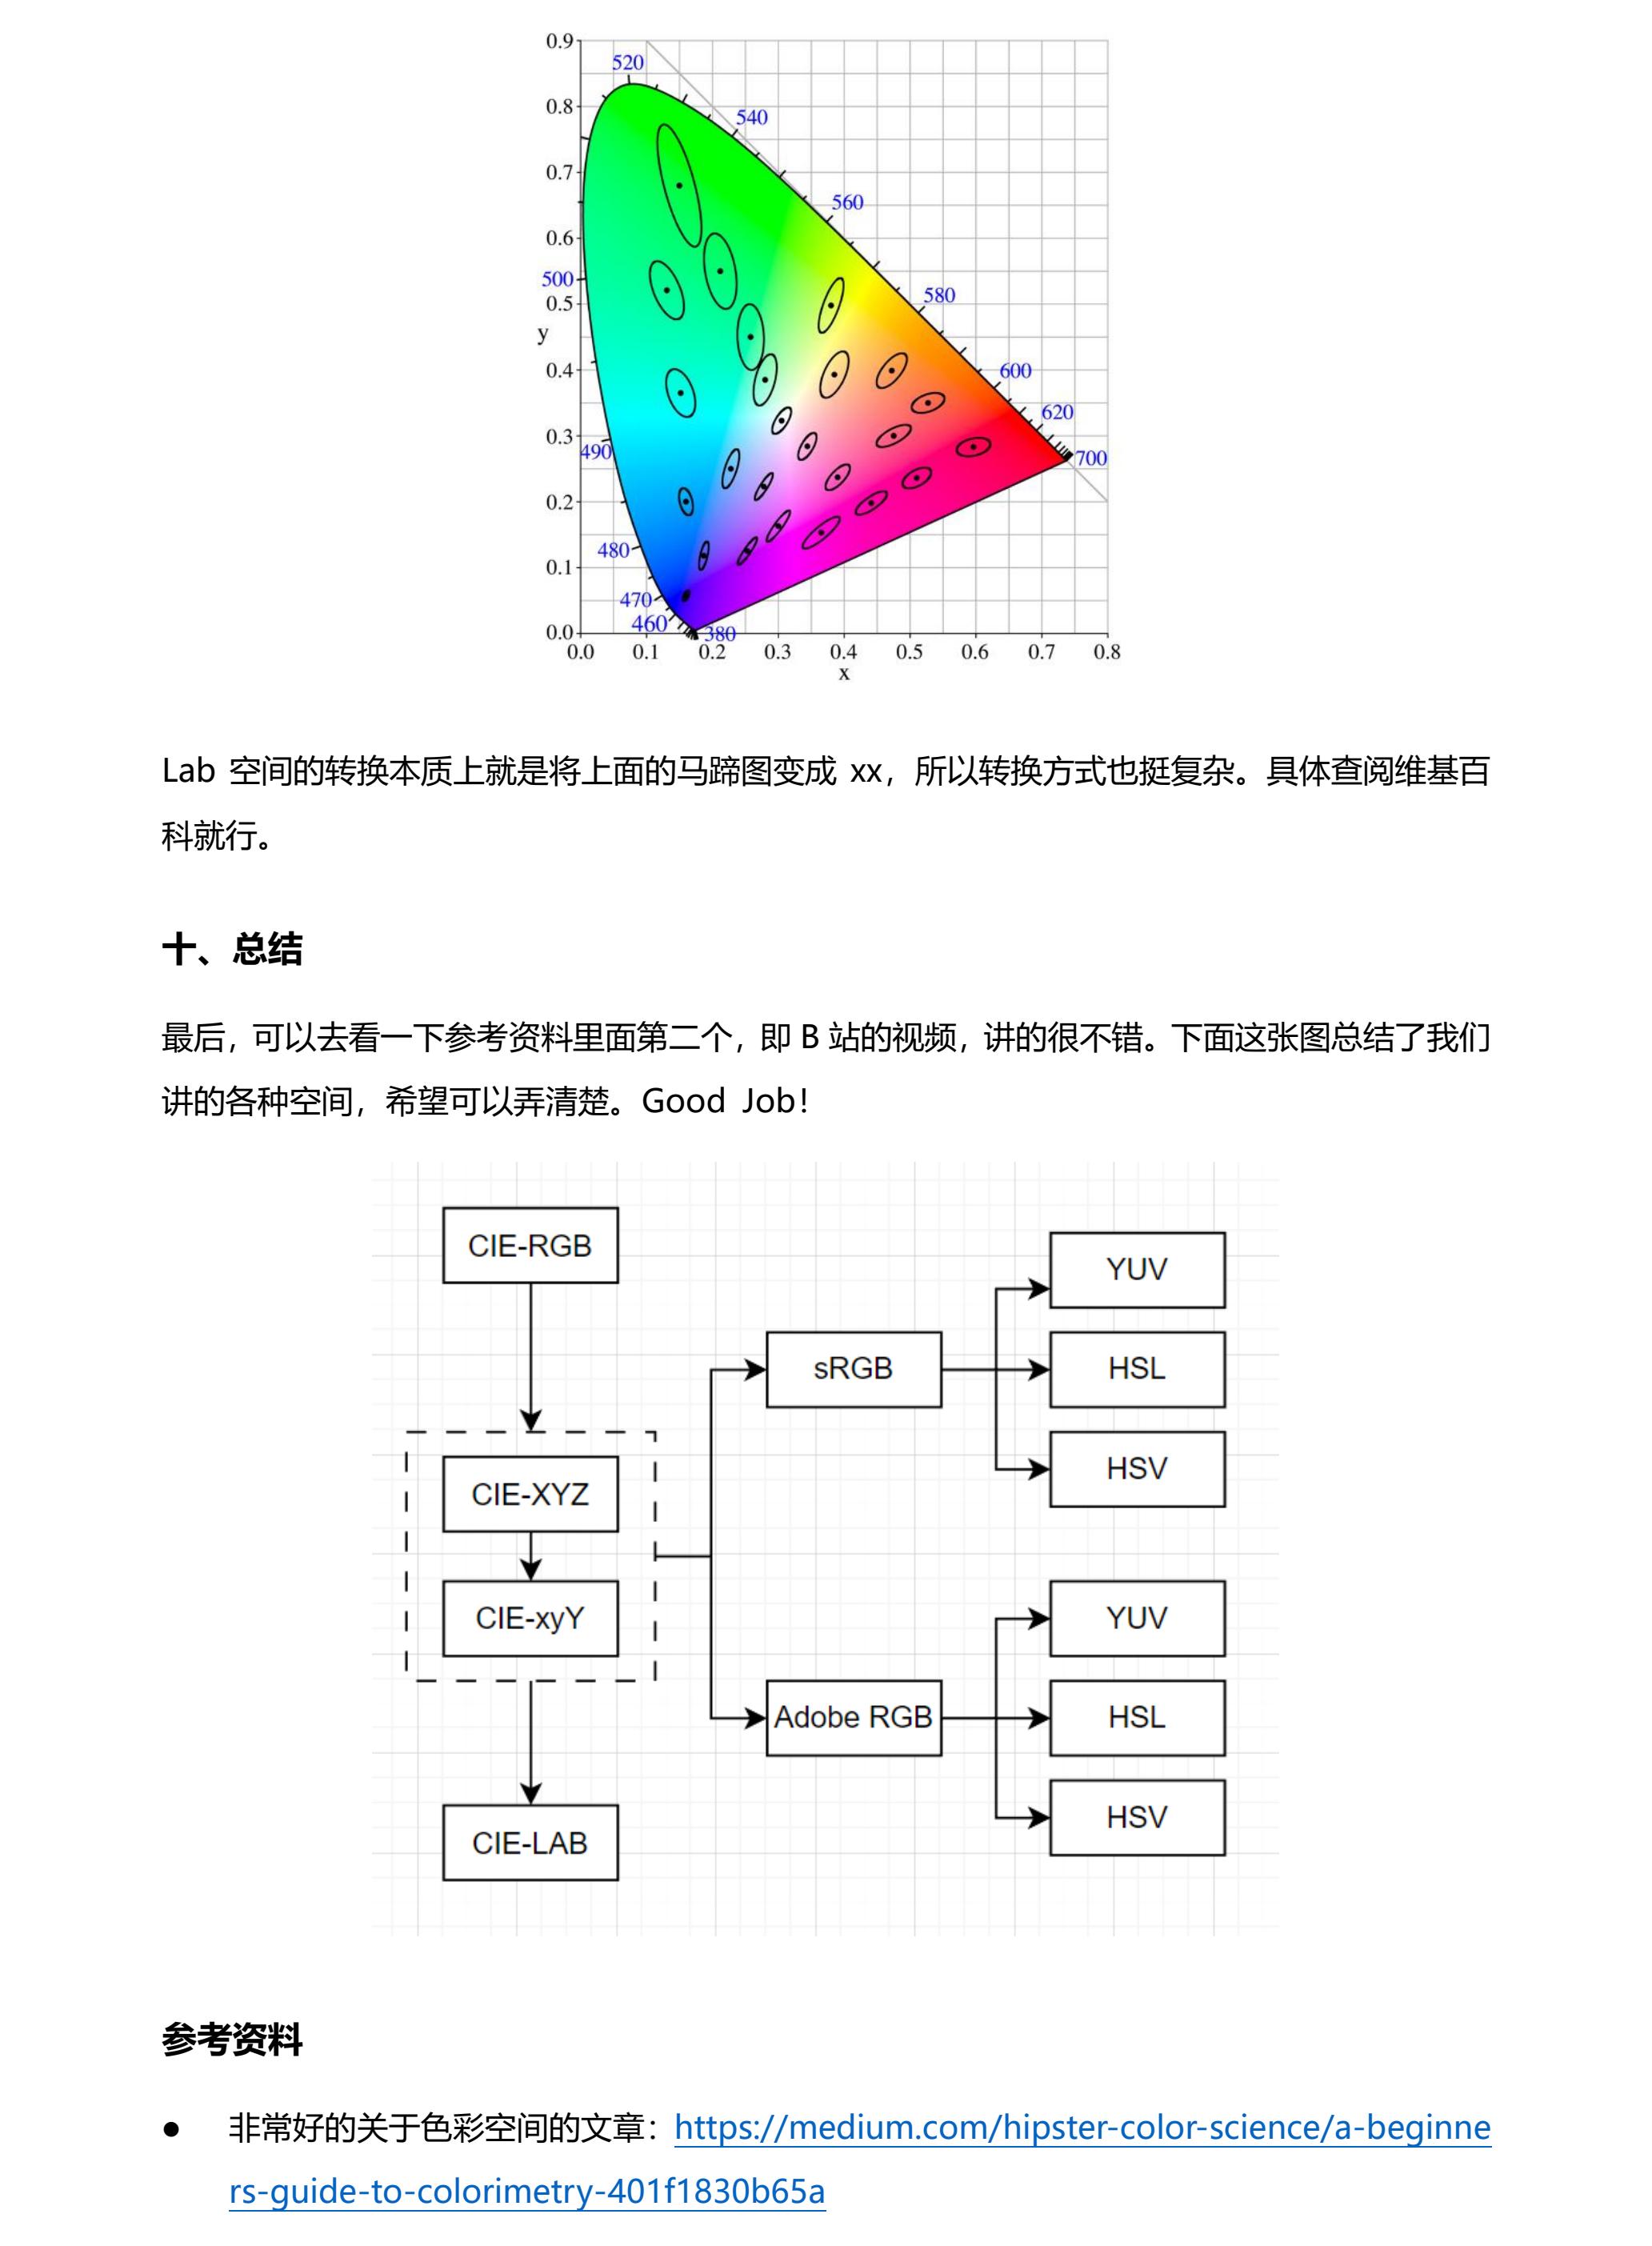 0.9
520
0.8
540
0.7
560
0.6
500
580
0.5
y
0.4
600
620
0.3
490
700
0.2
480
0.1
470
460
380
0.0
0.0 0.1 0.2 0.3 0.4 0.5 0.6 0.7 0.8
x
Lab 空间的转换本质上就是将上面的马蹄图变成 xx，所以转换方式也挺复杂。具体查阅维基百
科就行。
十、总结
最后，可以去看一下参考资料里面第二个，即 B 站的视频，讲的很不错。下面这张图总结了我们
讲的各种空间，希望可以弄清楚。Good Job！
CIE-RGB
YUV
sRGB
HSL
HSV
CIE-XYZ
CIE-xyY
YUV
Adobe RGB
HSL
HSV
CIE-LAB
参考资料
● 非常好的关于色彩空间的文章：https://medium.com/hipster-color-science/a-beginne
rs-guide-to-colorimetry-401f1830b65a